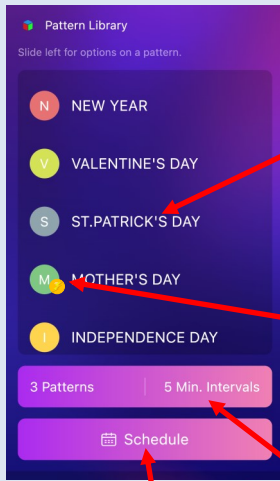 Pattern Library
Slide left for options on a pattern.
N NEW YEAR
V VALENTINE'S DAY
S ST.PATRICK'S DAY
M MOTHER'S DAY
I INDEPENDENCE DAY
3 Patterns 5 Min. Intervals
Schedule